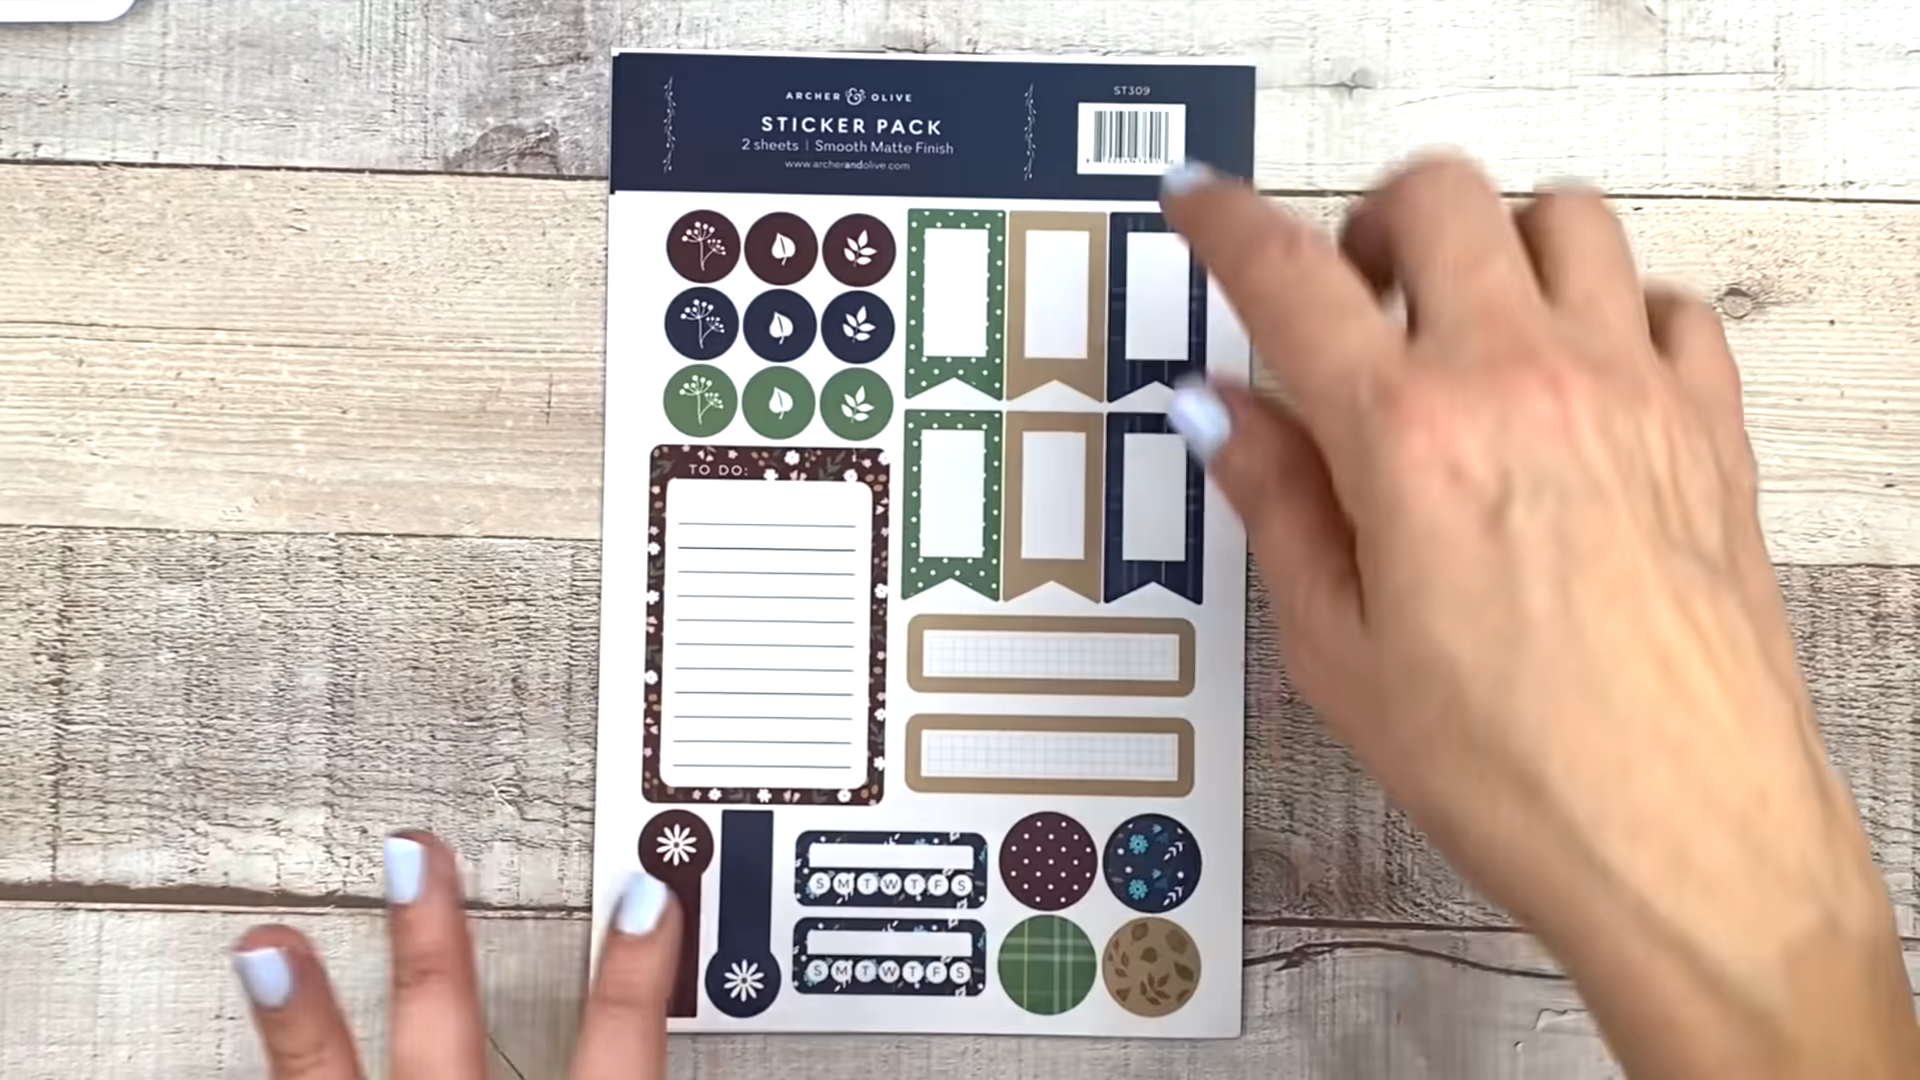 ARCHER & OLIVE
STICKER PACK
2 sheets | Smooth Matte Finish
www.archerandolive.com
ST309
TO DO:
S M T W T F S
S M T W T F S